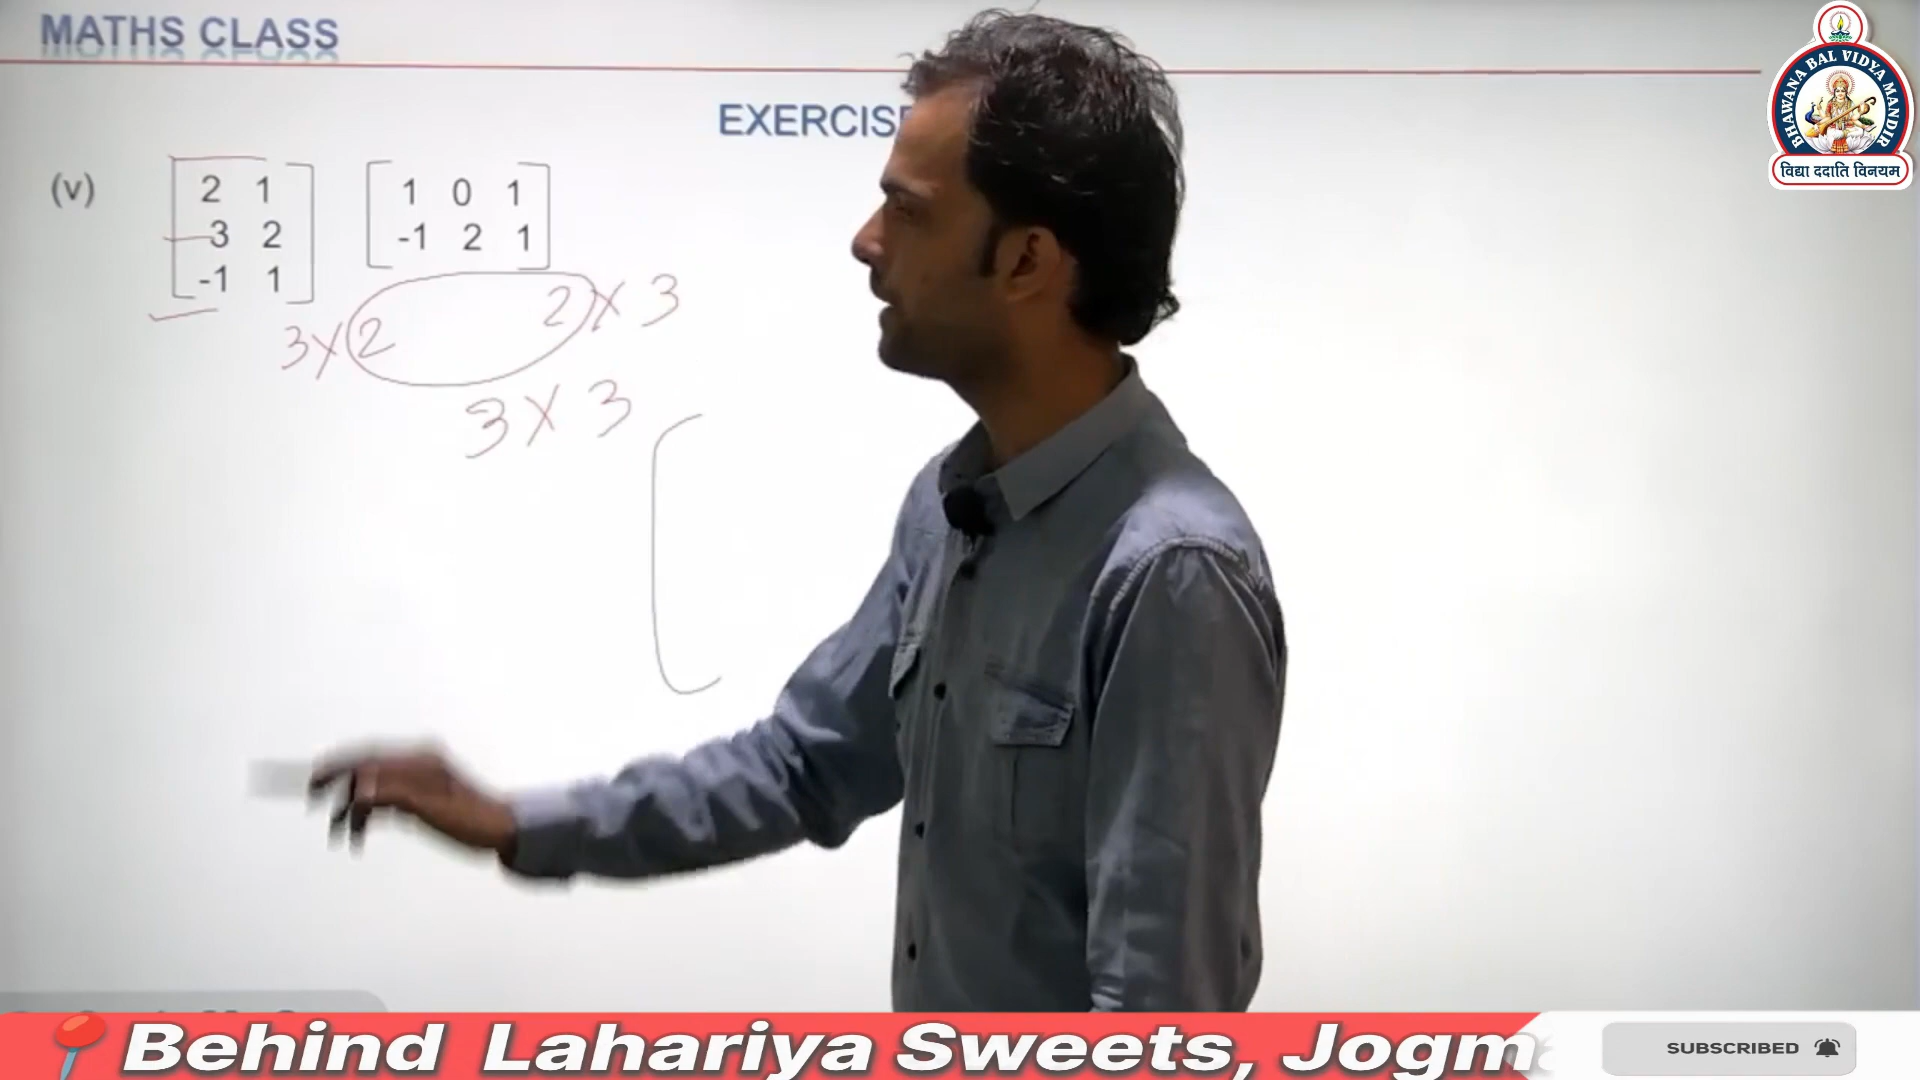 MATHS CLASS
BHAWANA BAL VIDYA MANDIR
विद्या ददाति विनयम
EXERCIS
(v)
2 1
3 2
-1 1
1 0 1
-1 2 1
3 X 2 2 X 3
3 X 3
Behind Lahariya Sweets, Jogm
SUBSCRIBED